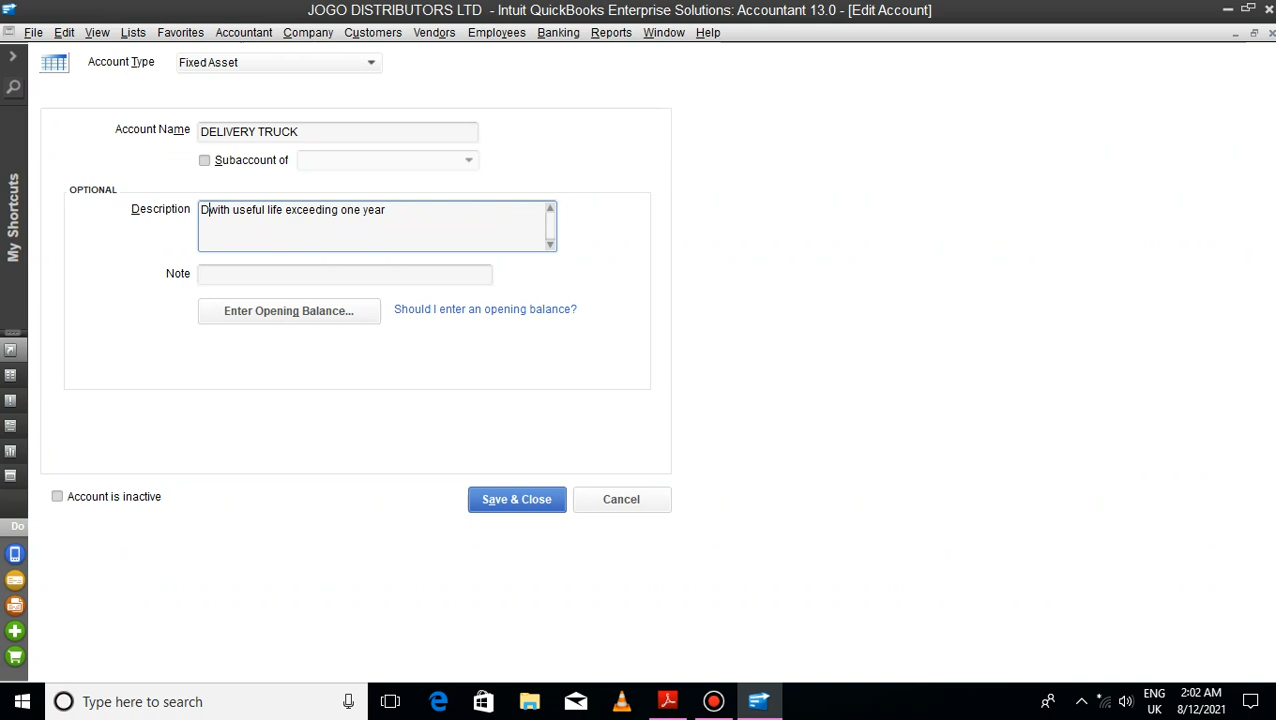 JOGO DISTRIBUTORS LTD - Intuit QuickBooks Enterprise Solutions: Accountant 13.0 - [Edit Account]
File Edit View Lists Favorites Accountant Company Customers Vendors Employees Banking Reports Window Help
Account Type Fixed Asset
Account Name DELIVERY TRUCK
Subaccount of
OPTIONAL
Description Dwith useful life exceeding one year
Note
Enter Opening Balance... Should I enter an opening balance?
Account is inactive Save & Close Cancel
My Shortcuts
Do
Type here to search
ENG 2:02 AM
UK 8/12/2021